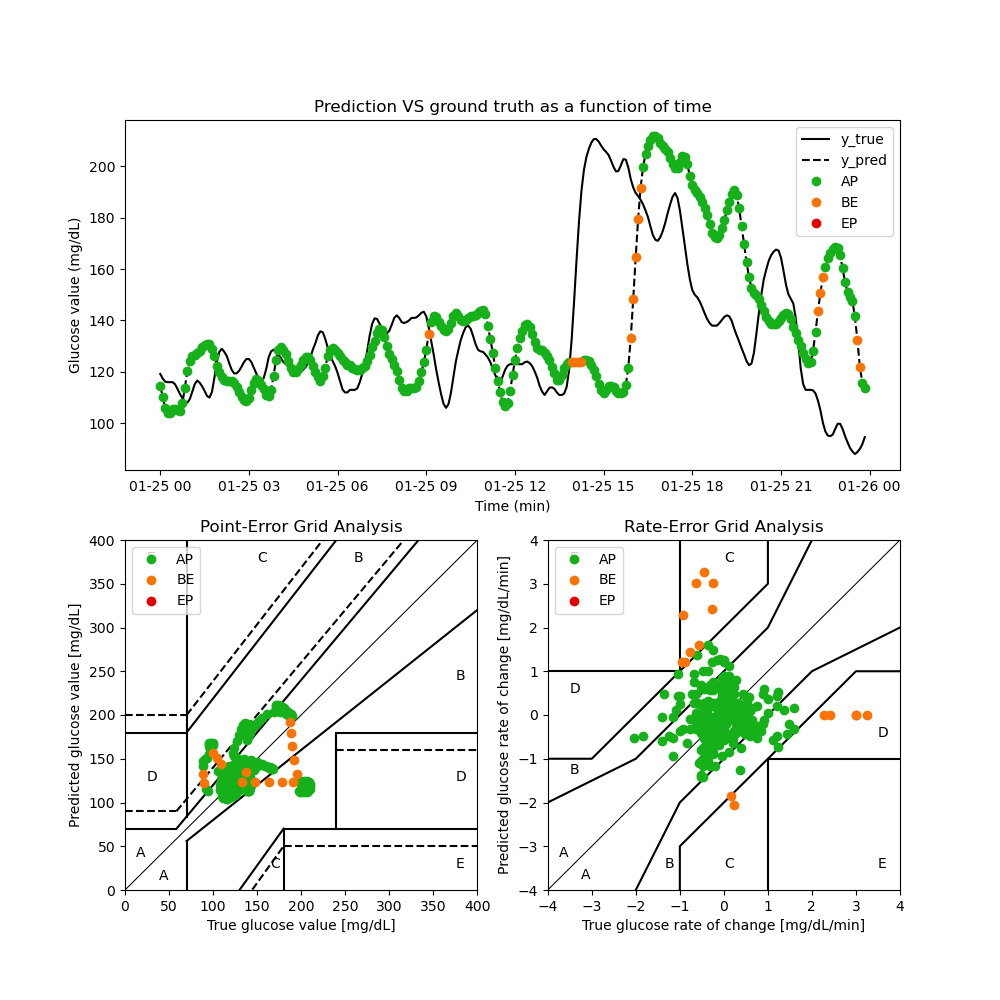 Prediction VS ground truth as a function of time
Glucose value (mg/dL)
200
180
160
140
120
100
y_true
y_pred
AP
BE
EP
01-25 00 01-25 03 01-25 06 01-25 09 01-25 12 01-25 15 01-25 18 01-25 21 01-26 00
Time (min)
Point-Error Grid Analysis
Predicted glucose value [mg/dL]
400
350
300
250
200
150
100
50
0
AP
BE
EP
C
B
B
D
D
A
A
C
E
0 50 100 150 200 250 300 350 400
True glucose value [mg/dL]
Rate-Error Grid Analysis
Predicted glucose rate of change [mg/dL/min]
4
3
2
1
0
−1
−2
−3
−4
AP
BE
EP
C
D
D
B
A
A
B
C
E
−4 −3 −2 −1 0 1 2 3 4
True glucose rate of change [mg/dL/min]